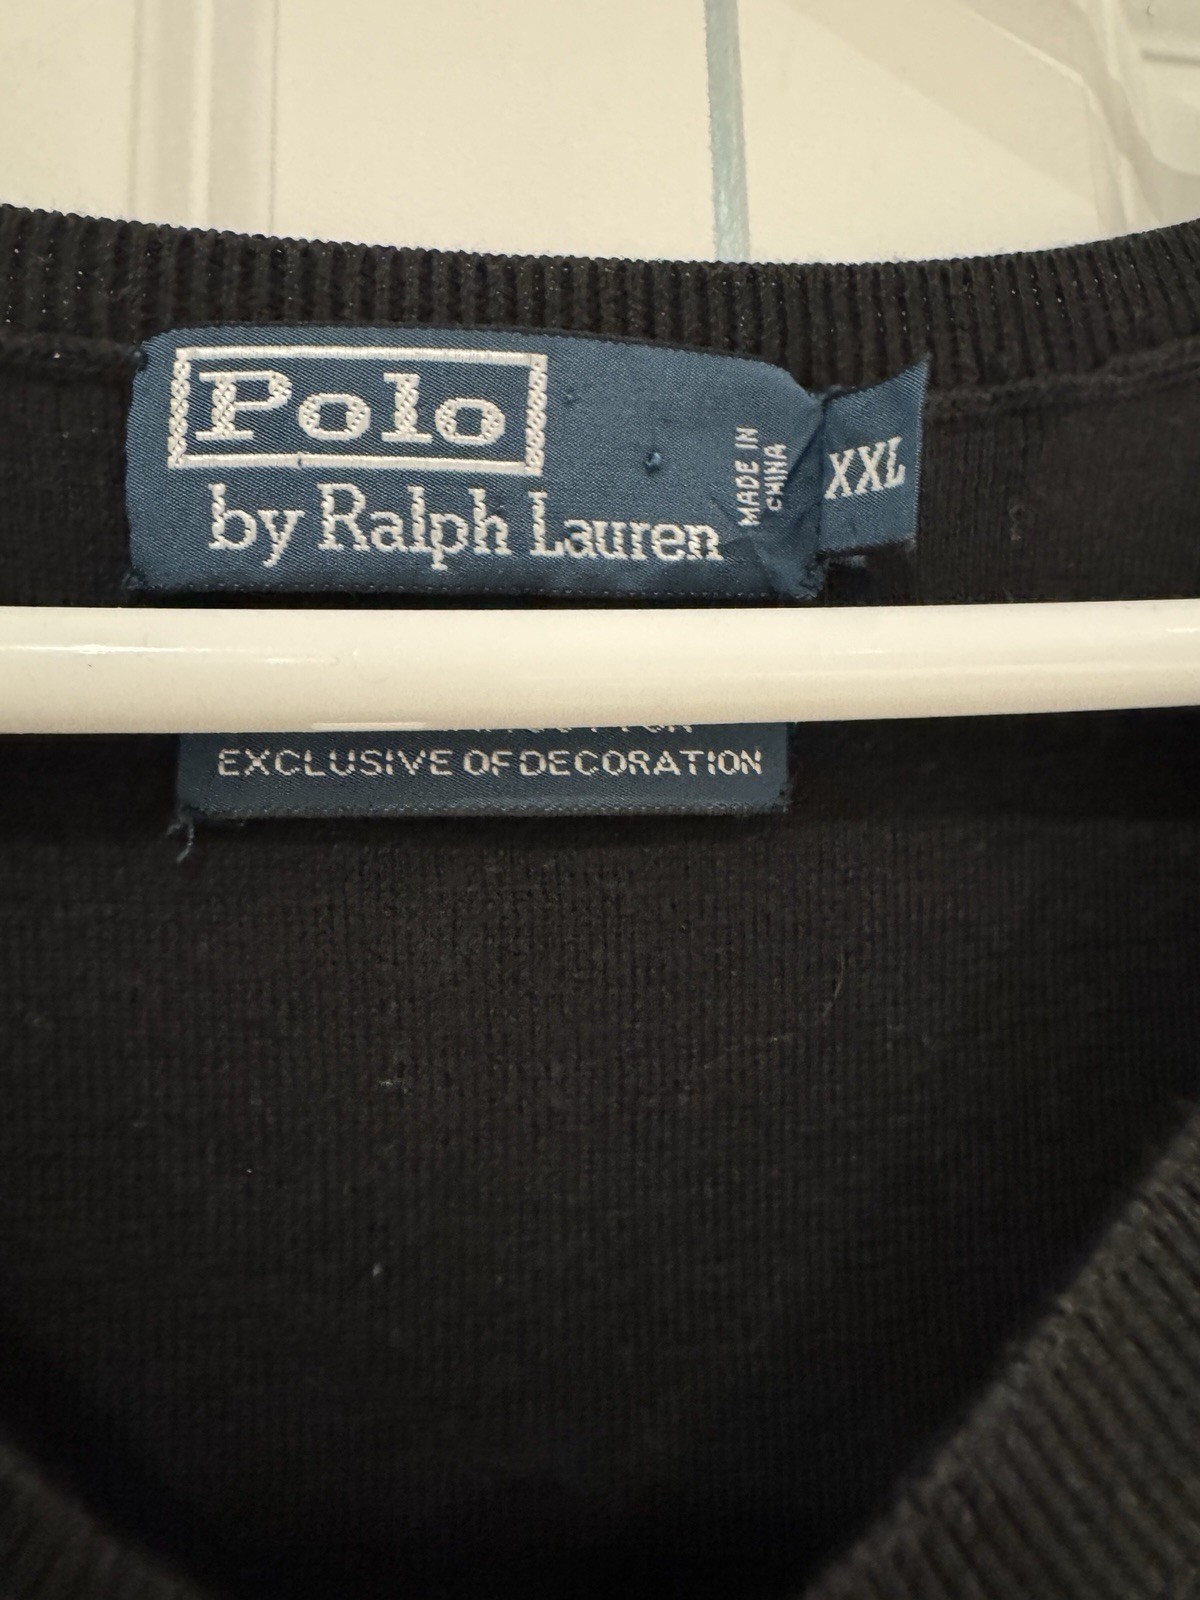 Polo
by Ralph Lauren
MADE IN
CHINA
XXL
EXCLUSIVE OF DECORATION